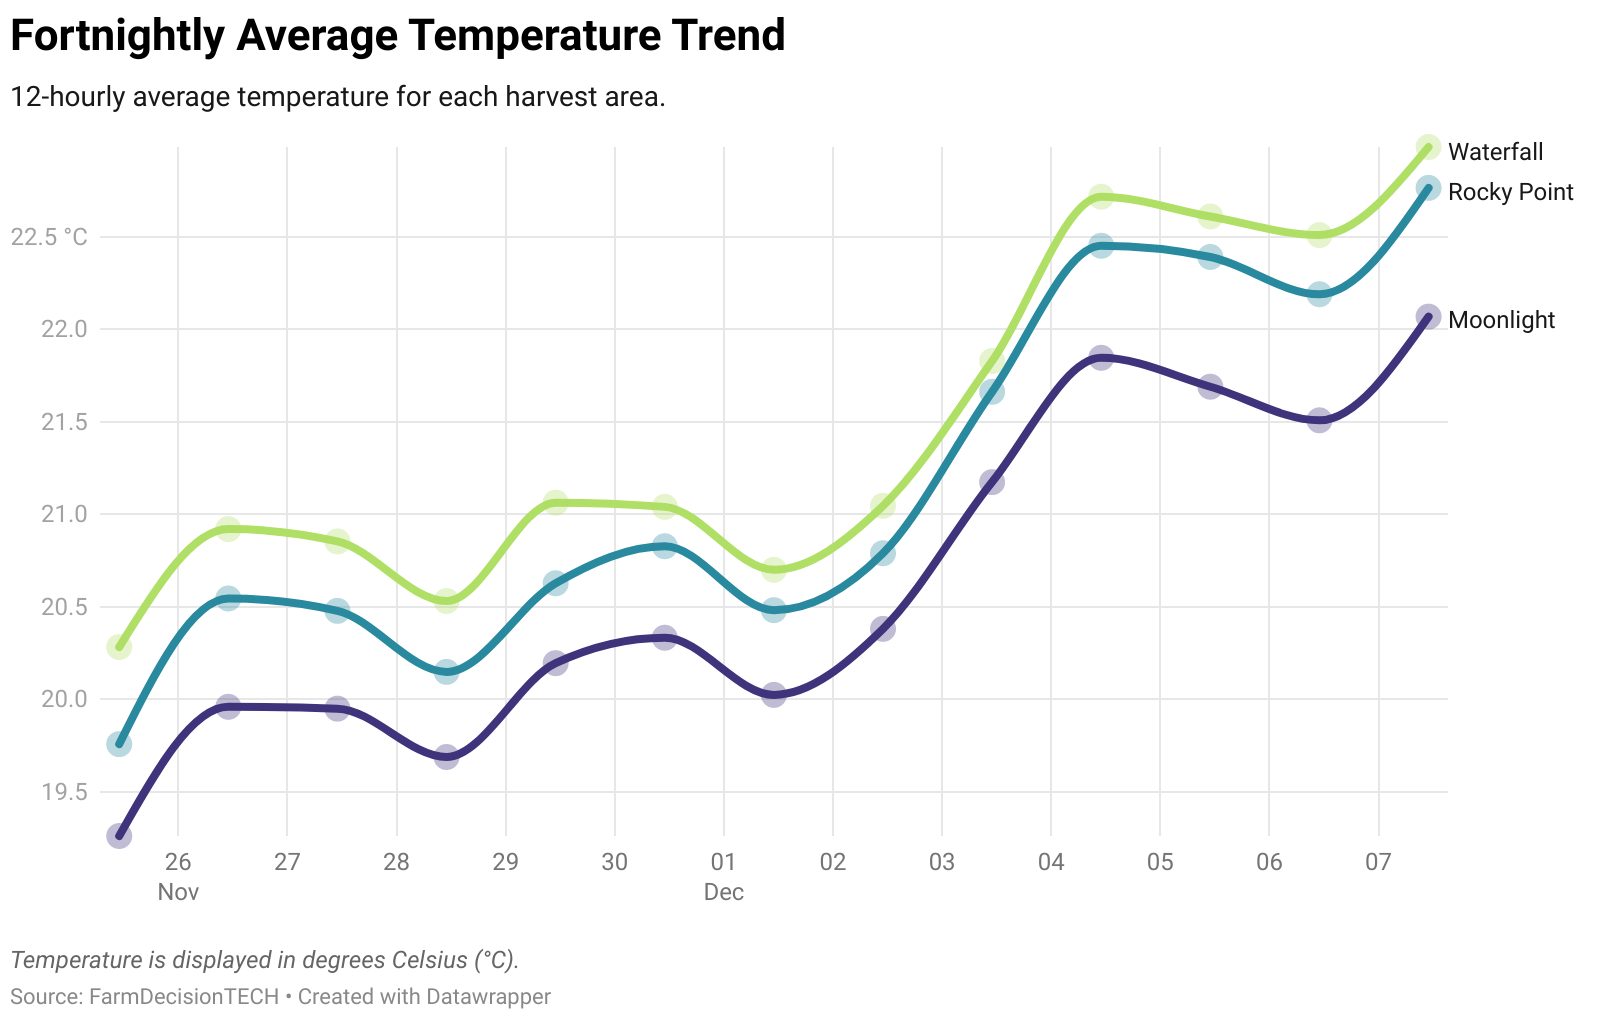 Fortnightly Average Temperature Trend
12-hourly average temperature for each harvest area.
Waterfall
Rocky Point
22.5 °C
22.0
Moonlight
21.5
21.0
20.5
20.0
19.5
26 27 28 29 30 01 02 03 04 05 06 07
Nov Dec
Temperature is displayed in degrees Celsius (°C).
Source: FarmDecisionTECH • Created with Datawrapper